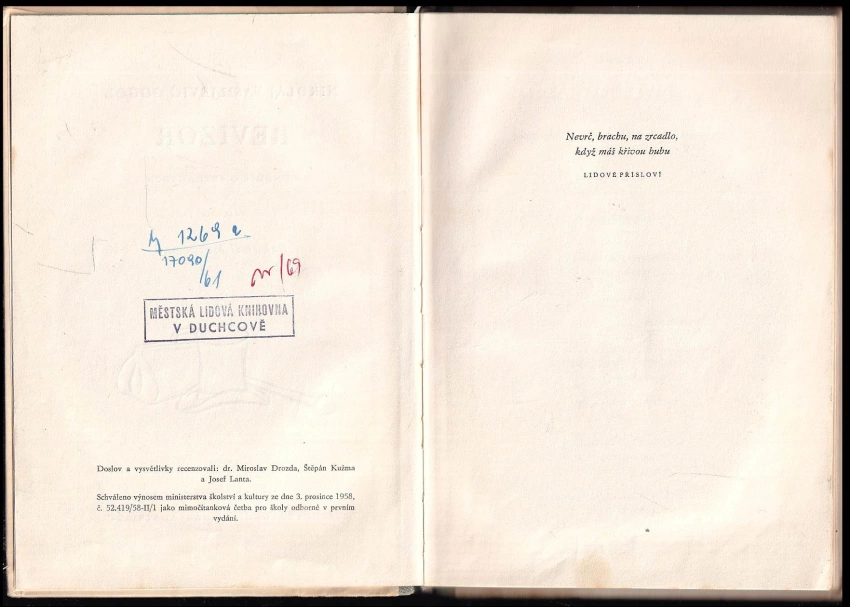 M 1269 a
17090/61
MĚSTSKÁ LIDOVÁ KNIHOVNA
V DUCHCOVĚ
Doslov a vysvětlivky recenzovali: dr. Miroslav Drozda, Štěpán Kužma
a Josef Lanta.
Schváleno výnosem ministerstva školství a kultury ze dne 3. prosince 1958,
č. 52.419/58-II/1 jako mimočítanková četba pro školy odborné v prvním
vydání.
Nevrč, brachu, na zrcadlo,
když máš křivou hubu
LIDOVÉ PŘÍSLOVÍ